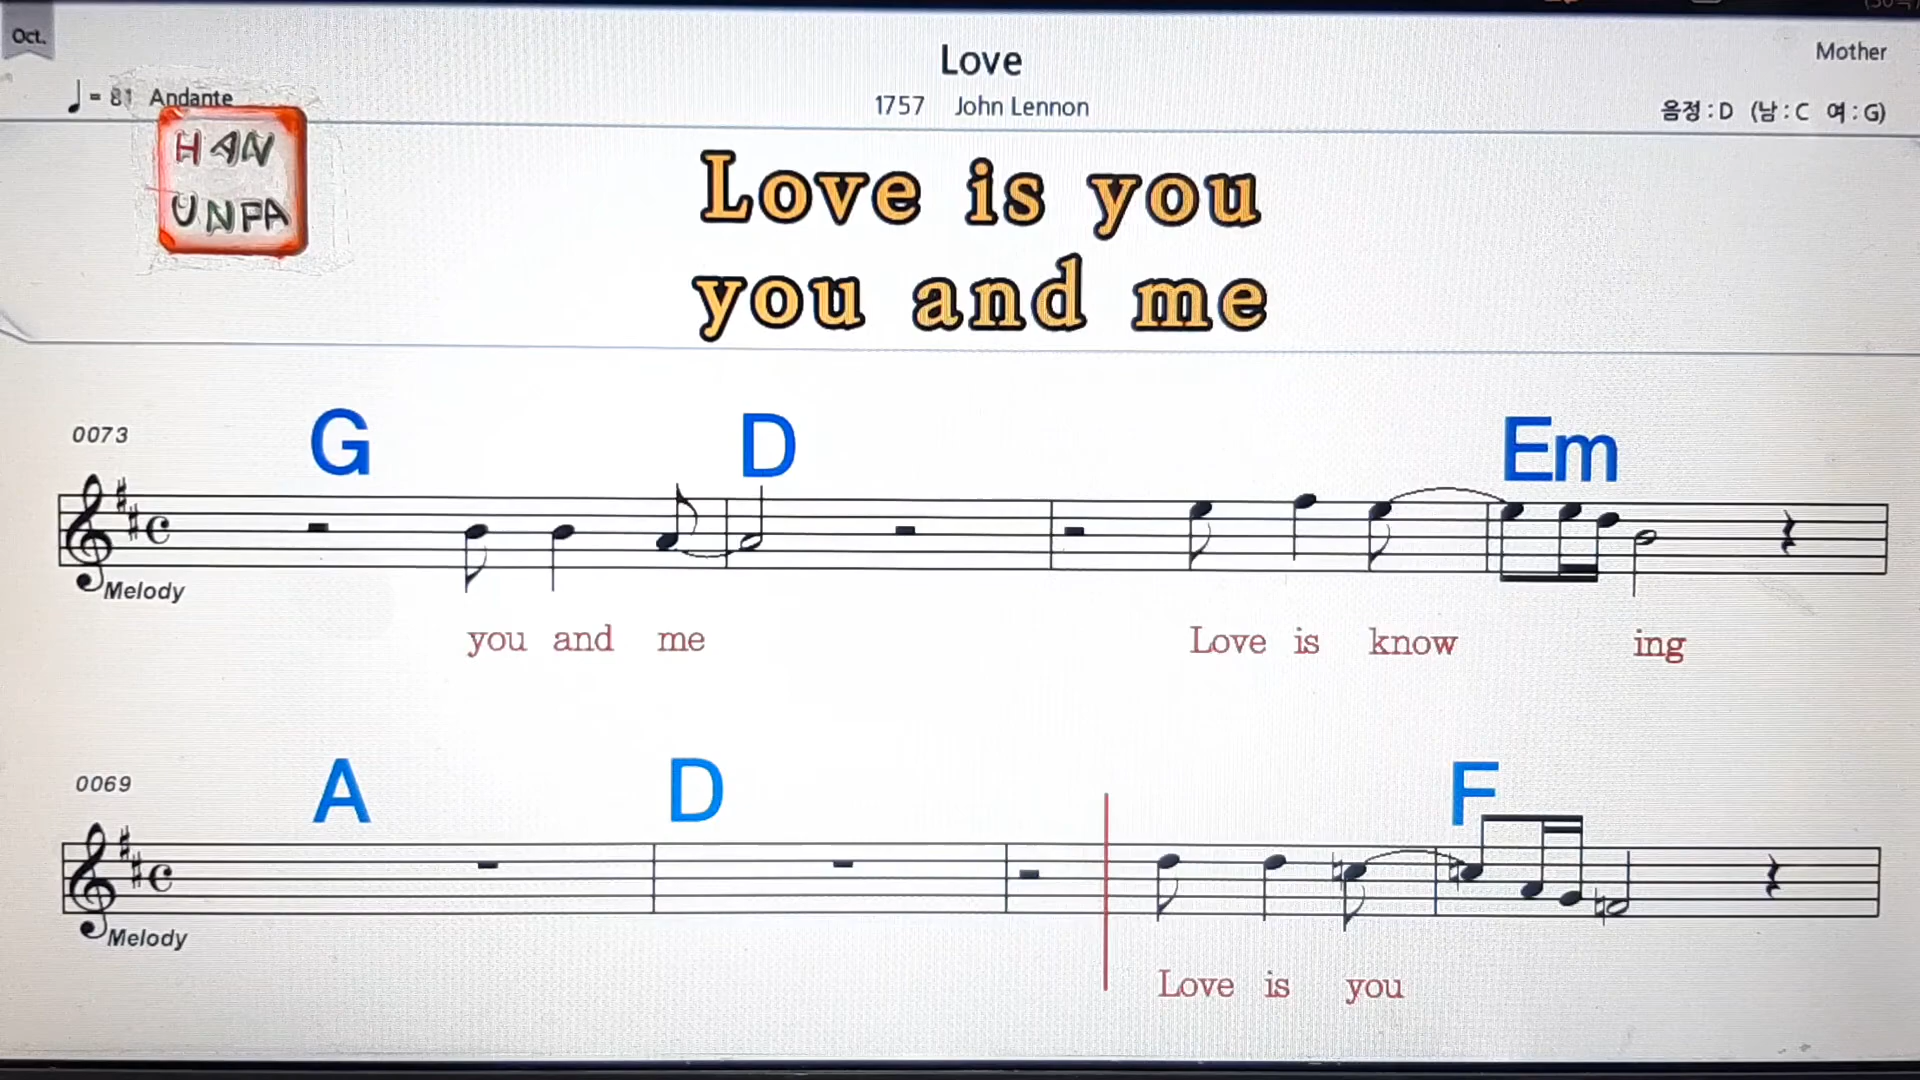 Oct.
Love
Mother
♩ = 81 Andante
1757 John Lennon
음정 : D (남 : C 여 : G)
HAN
UNPA
Love is you
you and me
0073
G D Em
Melody
you and me Love is know ing
0069
A D F
Melody
Love is you